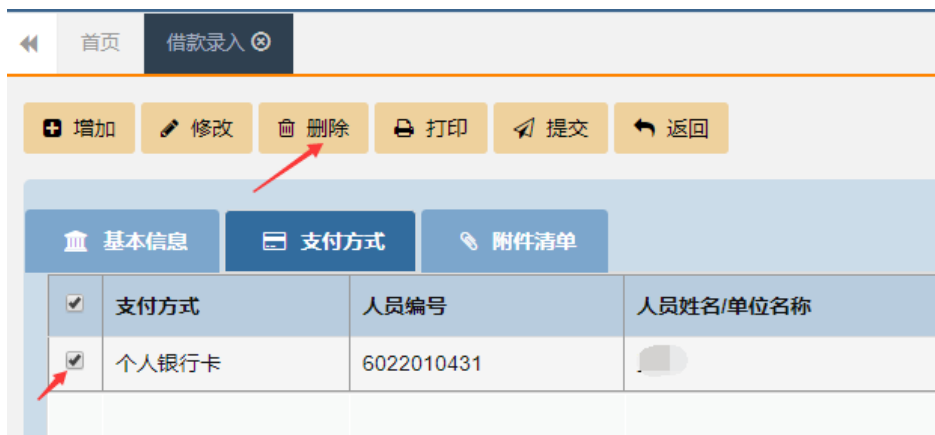 首页 借款录入
增加 修改 删除 打印 提交 返回
基本信息 支付方式 附件清单
支付方式 人员编号 人员姓名/单位名称
个人银行卡 6022010431